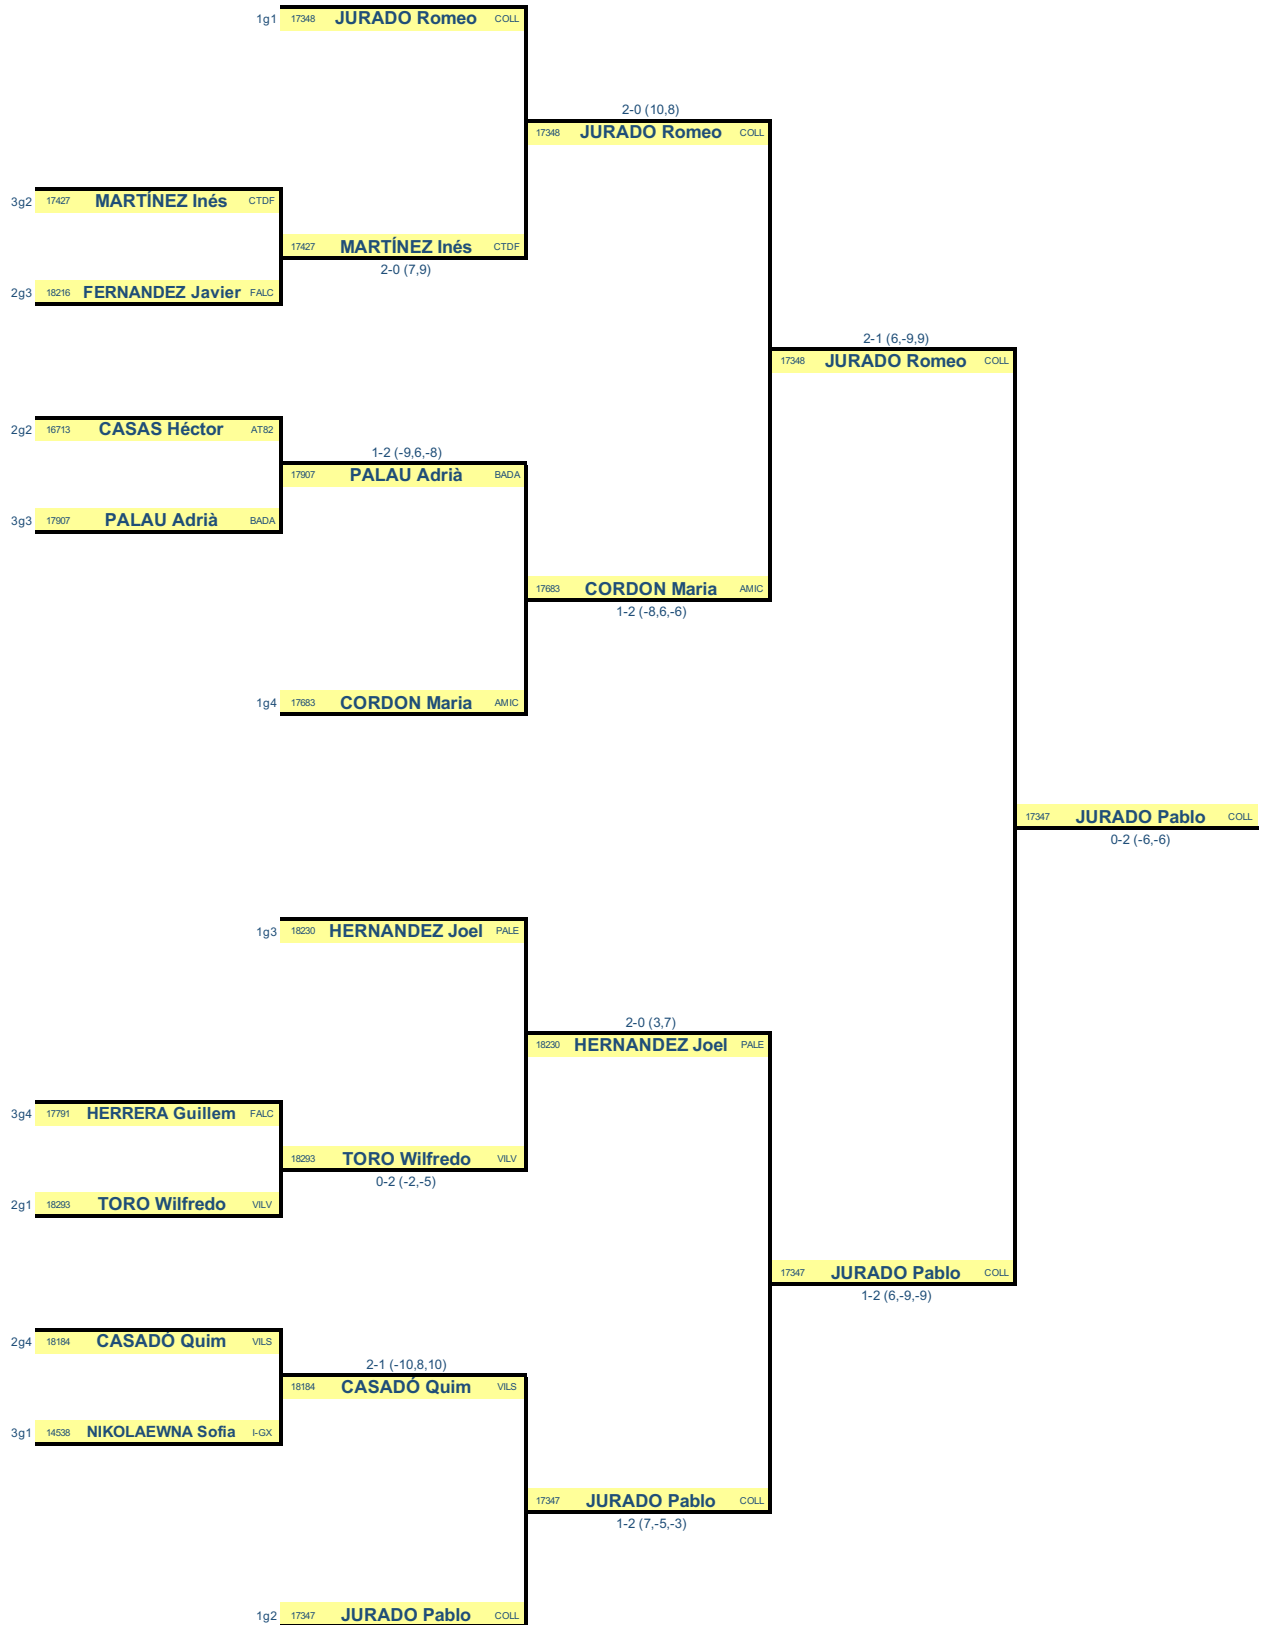 1g1 17348 JURADO Romeo COLL
2-0 (10,8)
17348 JURADO Romeo COLL
3g2 17427 MARTÍNEZ Inés CTDF
17427 MARTÍNEZ Inés CTDF
2-0 (7,9)
2g3 18216 FERNANDEZ Javier FALC
2-1 (6,-9,9)
17348 JURADO Romeo COLL
2g2 16713 CASAS Héctor AT82
1-2 (-9,6,-8)
17907 PALAU Adrià BADA
3g3 17907 PALAU Adrià BADA
17683 CORDON Maria AMIC
1-2 (-8,6,-6)
1g4 17683 CORDON Maria AMIC
17347 JURADO Pablo COLL
0-2 (-6,-6)
1g3 18230 HERNANDEZ Joel PALE
2-0 (3,7)
18230 HERNANDEZ Joel PALE
3g4 17791 HERRERA Guillem FALC
18293 TORO Wilfredo VILV
0-2 (-2,-5)
2g1 18293 TORO Wilfredo VILV
17347 JURADO Pablo COLL
1-2 (6,-9,-9)
2g4 18184 CASADÓ Quim VILS
2-1 (-10,8,10)
18184 CASADÓ Quim VILS
3g1 14538 NIKOLAEWNA Sofia I-GX
17347 JURADO Pablo COLL
1-2 (7,-5,-3)
1g2 17347 JURADO Pablo COLL